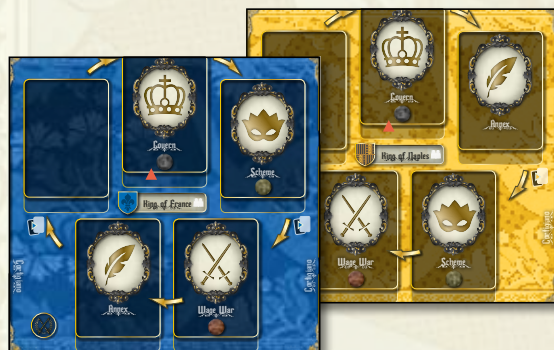 Govern
Scheme
King of France
Annex
Wage War
Govern
Annex
King of Naples
Wage War
Scheme